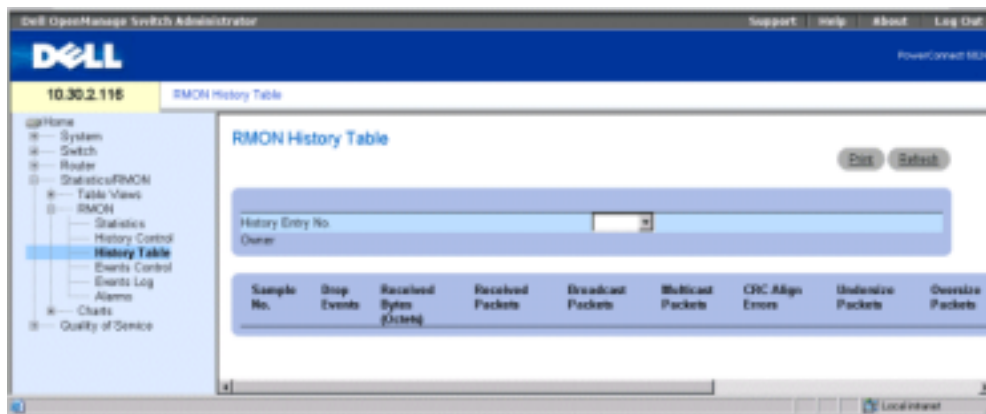 Dell OpenManage Switch Administrator
Support Help About Log Out
DELL
PowerConnect
10.30.2.116
RMON History Table
Home
System
Switch
Router
Statistics/RMON
Table Views
RMON
Statistics
History Control
History Table
Events Control
Events Log
Alarms
Charts
Quality of Service
RMON History Table
Print Refresh
History Entry No.
Owner
Sample No.
Drop Events
Received Bytes (Octets)
Received Packets
Broadcast Packets
Multicast Packets
CRC Align Errors
Undersize Packets
Oversize Packets
Local intranet